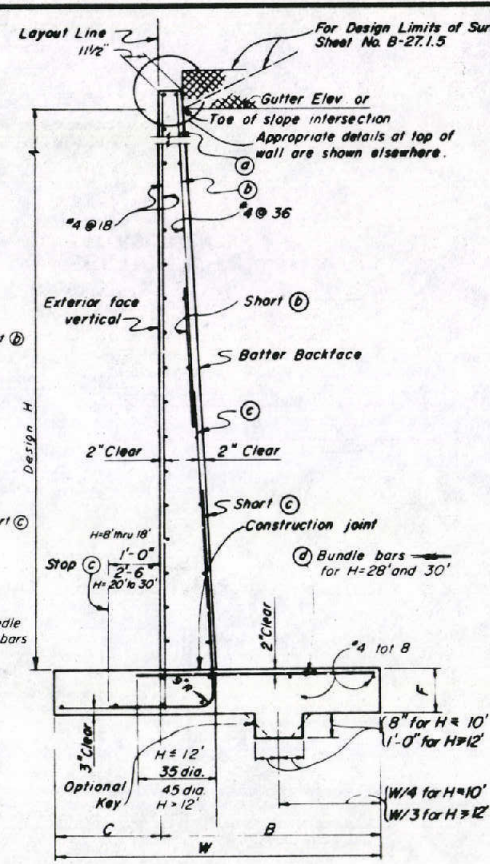 Layout Line
11½"
For Design Limits of Sur
Sheet No. B-27.1.5
Gutter Elev. or
Toe of slope intersection
Appropriate details at top of
wall are shown elsewhere.
ⓐ
ⓑ
#4 @ 18
#4 @ 36
Exterior face
vertical
Short ⓑ
t ⓑ
Batter Backface
Design H
ⓒ
2" Clear
2" Clear
Short ⓒ
rt ⓒ
Construction joint
H=8' thru 18'
1'-0"
Stop ⓒ
2'-6"
H=20' to 30'
ⓓ Bundle bars
for H=28' and 30'
ndle
bars
2" Clear
#4 tot 8
F
3" Clear
8" for H ≤ 10'
1'-0" for H ≥ 12'
Optional
Key
H ≤ 12'
35 dia.
45 dia.
H > 12'
W/4 for H ≤ 10'
W/3 for H ≥ 12'
C
B
W